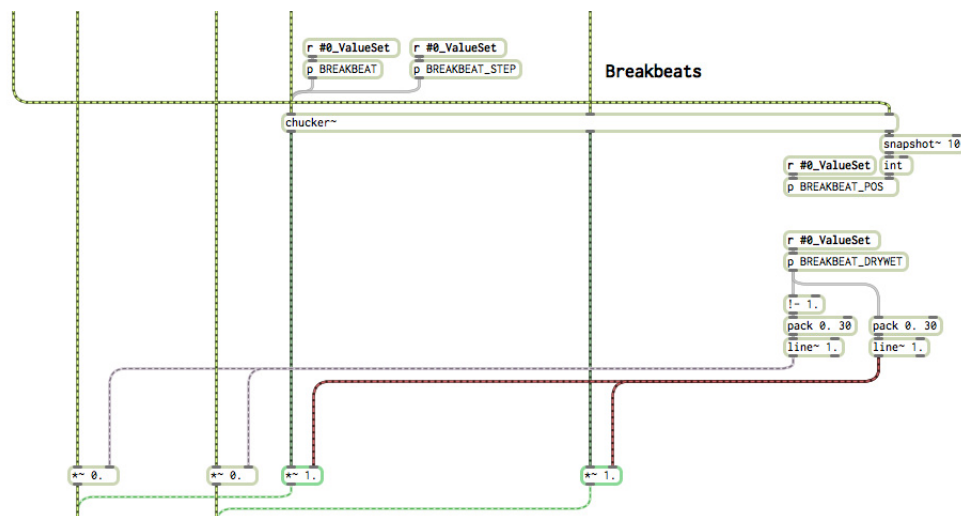 r #0_ValueSet r #0_ValueSet
p BREAKBEAT p BREAKBEAT_STEP Breakbeats
chucker~
snapshot~ 10
r #0_ValueSet int
p BREAKBEAT_POS
r #0_ValueSet
p BREAKBEAT_DRYWET
!- 1.
pack 0. 30 pack 0. 30
line~ 1. line~ 1.
*~ 0. *~ 0. *~ 1. *~ 1.